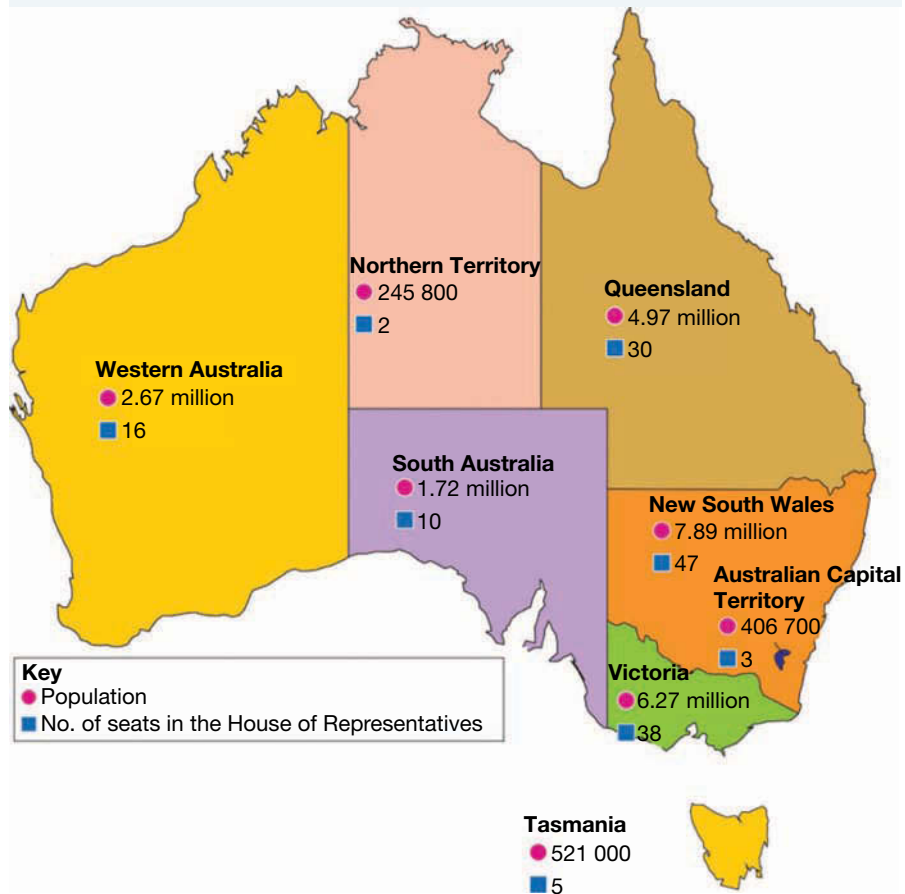 Northern Territory
245 800
2
Queensland
4.97 million
30
Western Australia
2.67 million
16
South Australia
1.72 million
10
New South Wales
7.89 million
47
Australian Capital
Territory
406 700
3
Victoria
6.27 million
38
Key
Population
No. of seats in the House of Representatives
Tasmania
521 000
5